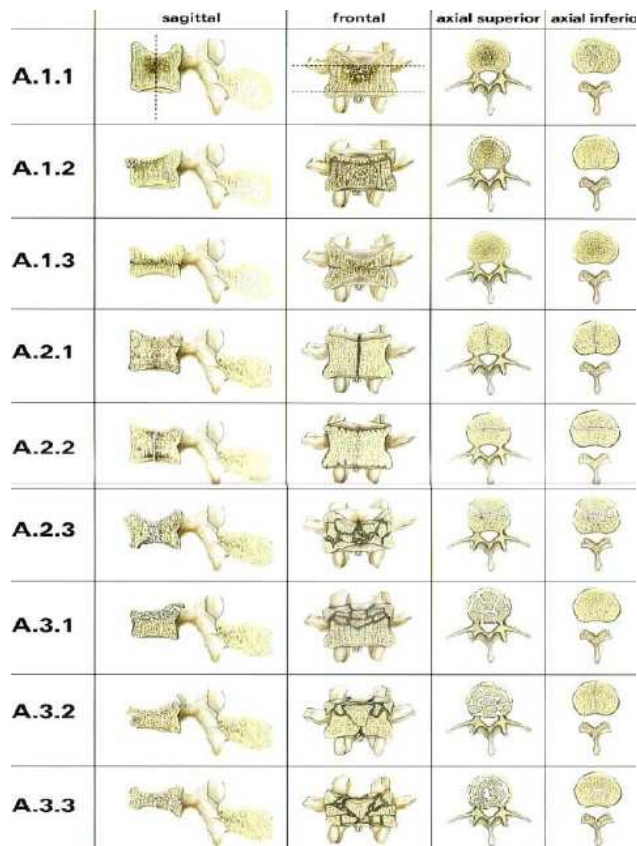 sagittal frontal axial superior axial inferior
A.1.1
A.1.2
A.1.3
A.2.1
A.2.2
A.2.3
A.3.1
A.3.2
A.3.3